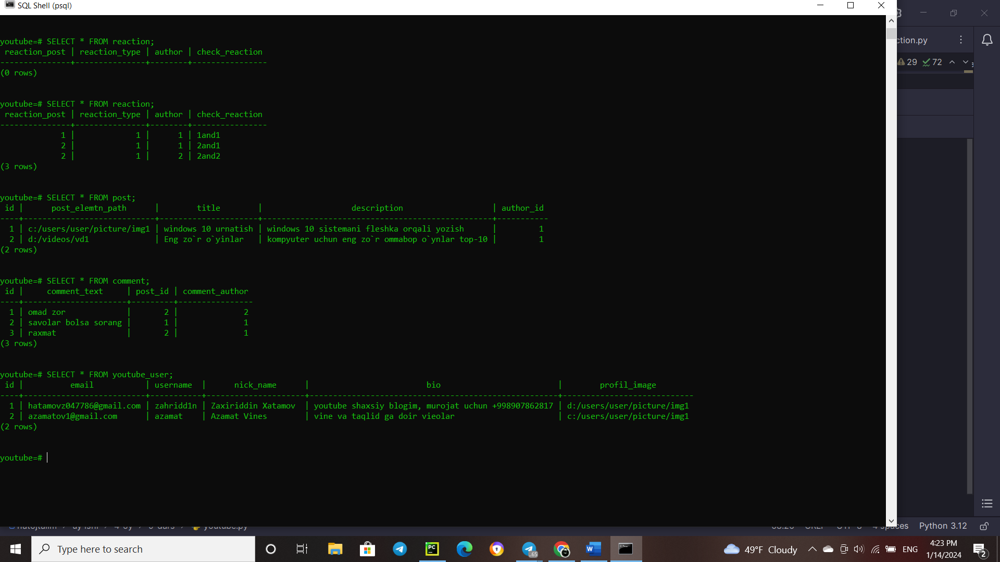 SQL Shell (psql)
youtube=# SELECT * FROM reaction;
 reaction_post | reaction_type | author | check_reaction
---------------+---------------+--------+----------------
(0 rows)
youtube=# SELECT * FROM reaction;
 reaction_post | reaction_type | author | check_reaction
---------------+---------------+--------+----------------
             1 |             1 |      1 | 1and1
             2 |             1 |      1 | 2and1
             2 |             1 |      2 | 2and2
(3 rows)
youtube=# SELECT * FROM post;
 id |      post_elemtn_path      |        title        |                   description                   | author_id
----+----------------------------+---------------------+-------------------------------------------------+-----------
  1 | c:/users/user/picture/img1 | windows 10 urnatish | windows 10 sistemani fleshka orqali yozish      |         1
  2 | d:/videos/vd1              | Eng zo`r o`yinlar   | kompyuter uchun eng zo`r ommabop o`ynlar top-10 |         1
(2 rows)
youtube=# SELECT * FROM comment;
 id |     comment_text     | post_id | comment_author
----+----------------------+---------+----------------
  1 | omad zor             |       2 |              2
  2 | savolar bolsa sorang |       1 |              1
  3 | raxmat               |       2 |              1
(3 rows)
youtube=# SELECT * FROM youtube_user;
 id |          email           | username  |      nick_name      |                         bio                         |        profil_image
----+--------------------------+-----------+---------------------+-----------------------------------------------------+----------------------------
  1 | hatamovz047786@gmail.com | zahridd1n | Zaxiriddin Xatamov  | youtube shaxsiy blogim, murojat uchun +998907862817 | d:/users/user/picture/img1
  2 | azamatov1@gmail.com      | azamat    | Azamat Vines        | vine va taqlid ga doir vieolar                      | c:/users/user/picture/img1
(2 rows)
youtube=#
ction.py
29 72
youtube.py
spaces Python 3.12
Type here to search
PC
65
49°F Cloudy
ENG
4:23 PM
1/14/2024
2